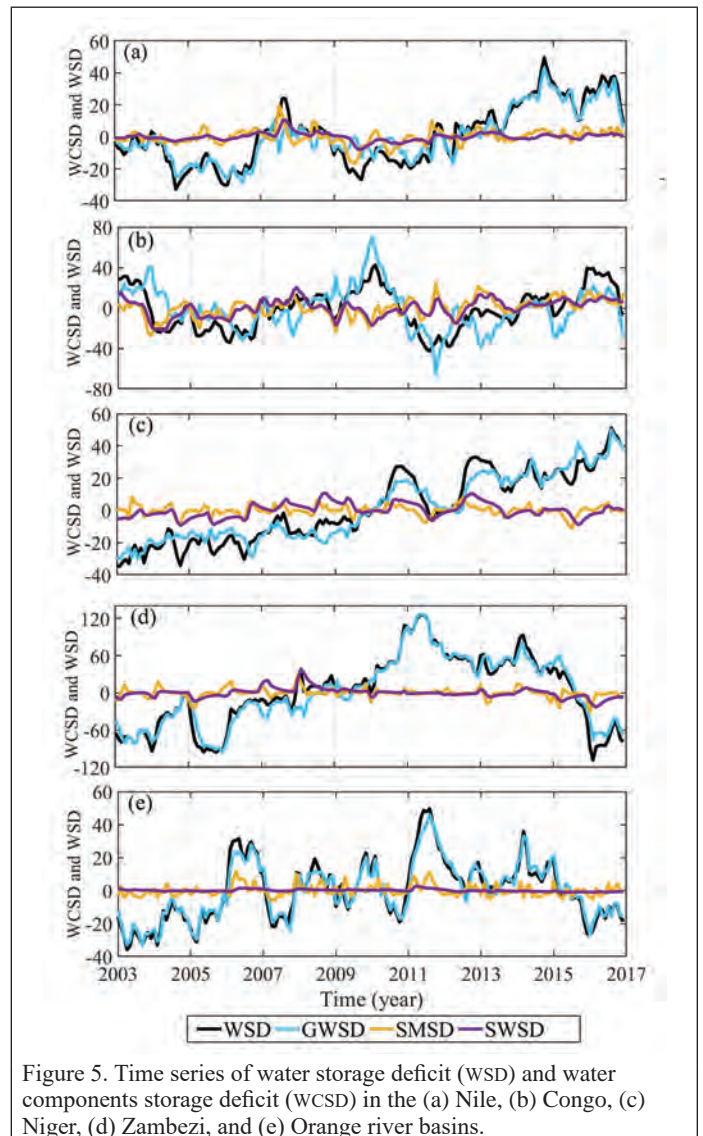 60
40
20
0
-20
-40
WCSD and WSD
(a)
80
40
0
-40
-80
WCSD and WSD
(b)
60
40
20
0
-20
-40
WCSD and WSD
(c)
120
60
0
-60
-120
WCSD and WSD
(d)
60
40
20
0
-20
-40
WCSD and WSD
(e)
2003 2005 2007 2009 2011 2013 2015 2017
Time (year)
WSD GWSD SMSD SWSD
Figure 5. Time series of water storage deficit (WSD) and water
components storage deficit (WCSD) in the (a) Nile, (b) Congo, (c)
Niger, (d) Zambezi, and (e) Orange river basins.